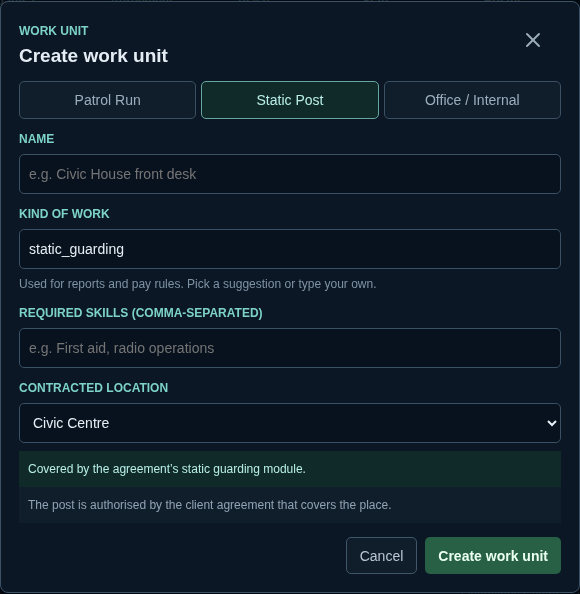 WORK UNIT
Create work unit
Patrol Run
Static Post
Office / Internal
NAME
e.g. Civic House front desk
KIND OF WORK
static_guarding
Used for reports and pay rules. Pick a suggestion or type your own.
REQUIRED SKILLS (COMMA-SEPARATED)
e.g. First aid, radio operations
CONTRACTED LOCATION
Civic Centre
Covered by the agreement's static guarding module.
The post is authorised by the client agreement that covers the place.
Cancel
Create work unit